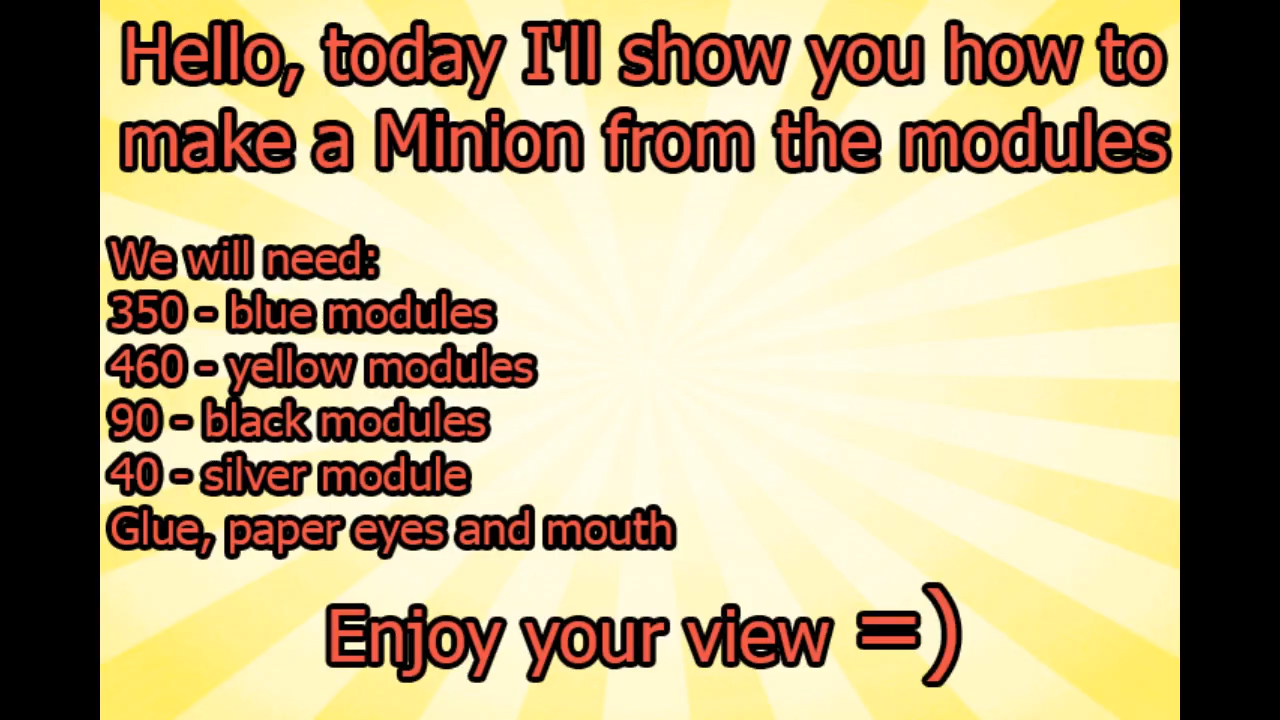 Hello, today I'll show you how to
make a Minion from the modules
We will need:
350 - blue modules
460 - yellow modules
90 - black modules
40 - silver module
Glue, paper eyes and mouth
Enjoy your view =)